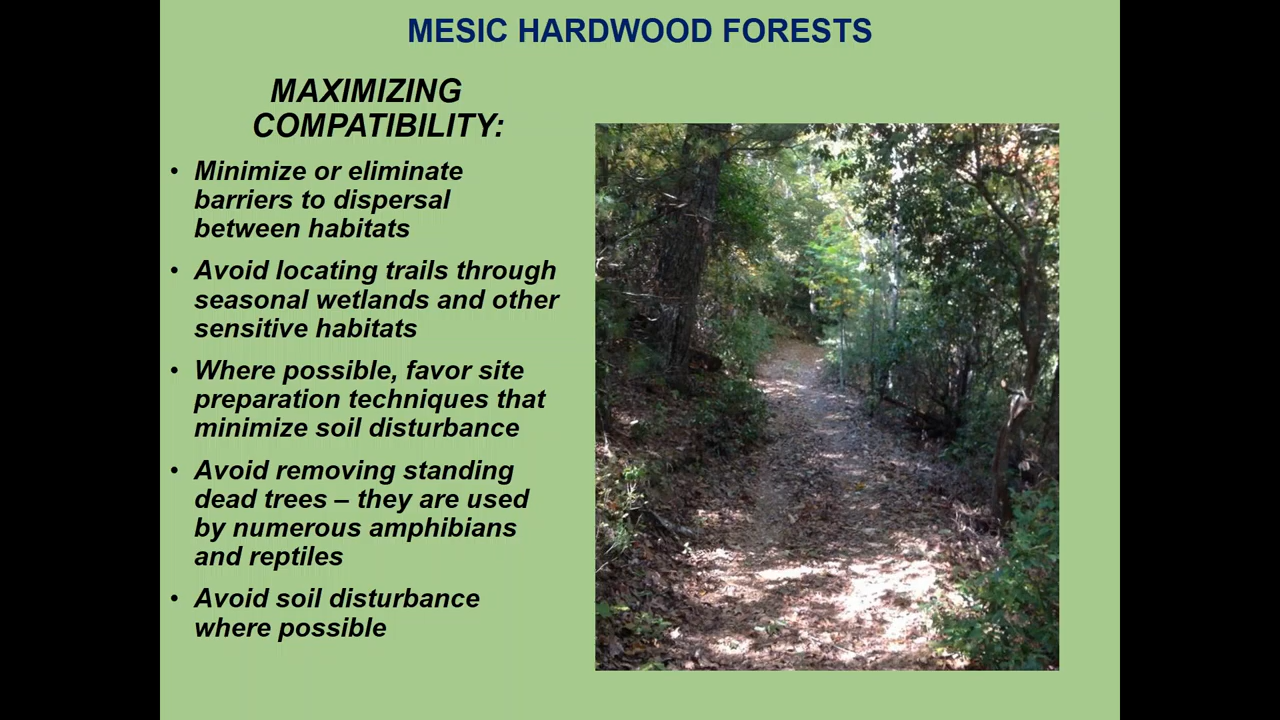 MESIC HARDWOOD FORESTS
MAXIMIZING
COMPATIBILITY:
• Minimize or eliminate
barriers to dispersal
between habitats
• Avoid locating trails through
seasonal wetlands and other
sensitive habitats
• Where possible, favor site
preparation techniques that
minimize soil disturbance
• Avoid removing standing
dead trees – they are used
by numerous amphibians
and reptiles
• Avoid soil disturbance
where possible